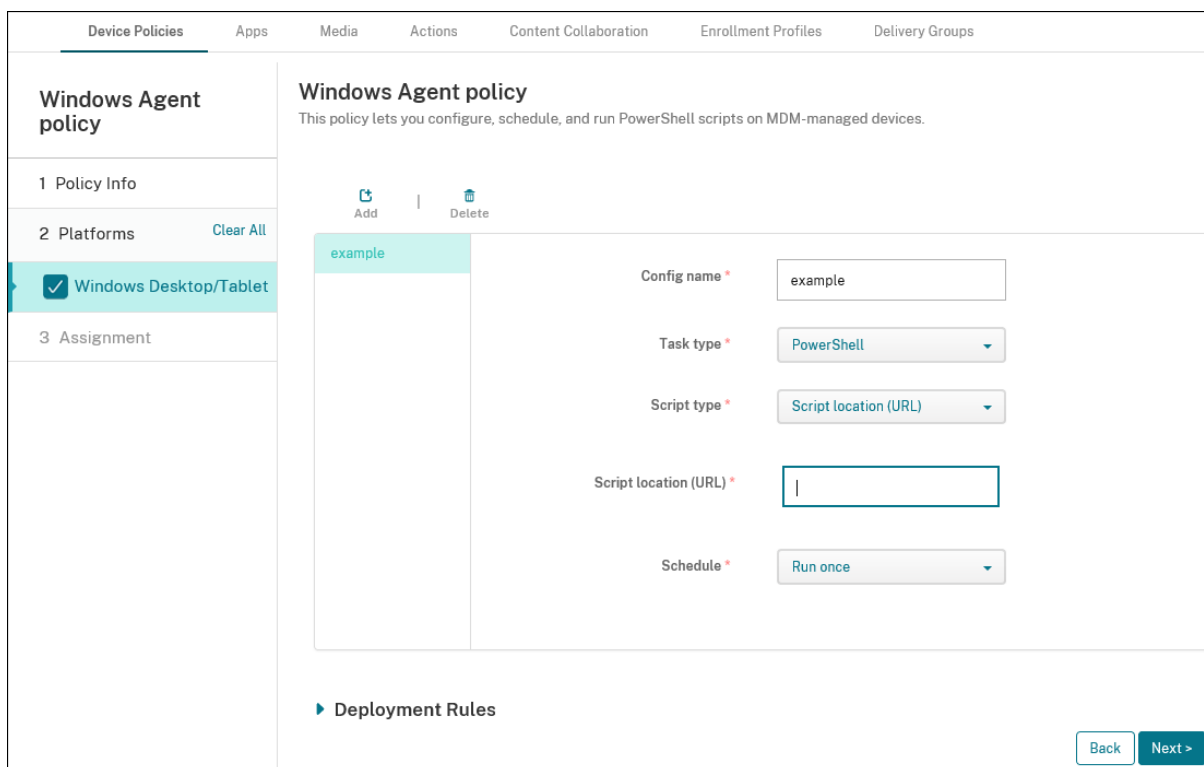 Device Policies Apps Media Actions Content Collaboration Enrollment Profiles Delivery Groups
Windows Agent
policy
1 Policy Info
2 Platforms Clear All
Windows Desktop/Tablet
3 Assignment
Windows Agent policy
This policy lets you configure, schedule, and run PowerShell scripts on MDM-managed devices.
Add | Delete
example
Config name * example
Task type * PowerShell
Script type * Script location (URL)
Script location (URL) *
Schedule * Run once
Deployment Rules
Back Next >